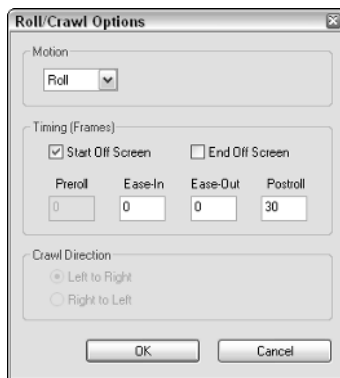 Roll/Crawl Options
Motion
Roll
Timing (Frames)
Start Off Screen End Off Screen
Preroll Ease-In Ease-Out Postroll
0 0 0 30
Crawl Direction
Left to Right
Right to Left
OK Cancel